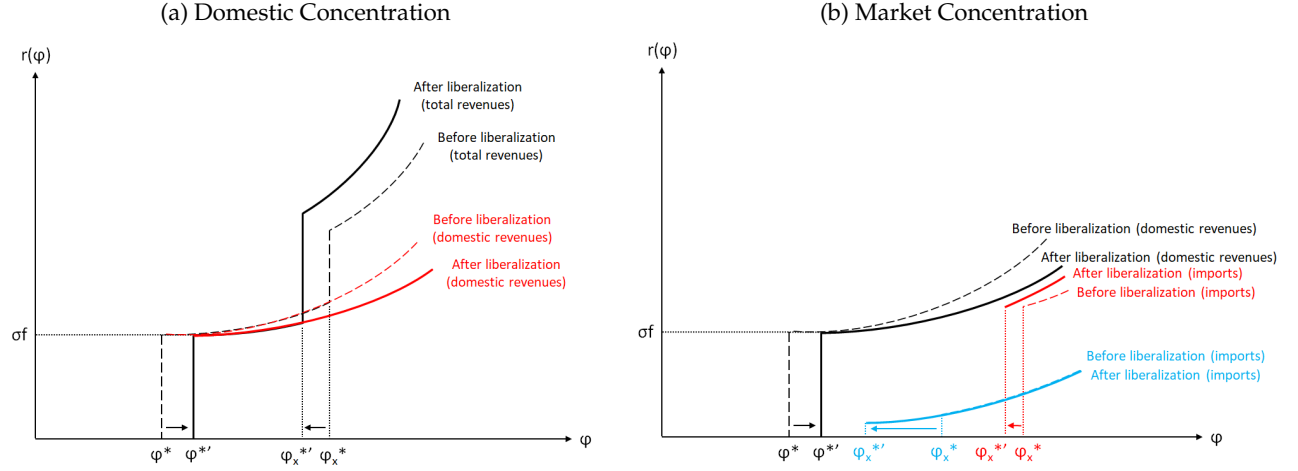 (a) Domestic Concentration
r(φ)
After liberalization
(total revenues)
Before liberalization
(total revenues)
Before liberalization
(domestic revenues)
After liberalization
(domestic revenues)
σf
φ
φ*
φ*'
φx*'
φx*
(b) Market Concentration
r(φ)
Before liberalization (domestic revenues)
After liberalization (domestic revenues)
After liberalization (imports)
Before liberalization (imports)
σf
Before liberalization (imports)
After liberalization (imports)
φ
φ*
φ*'
φx*'
φx*
φx*'
φx*